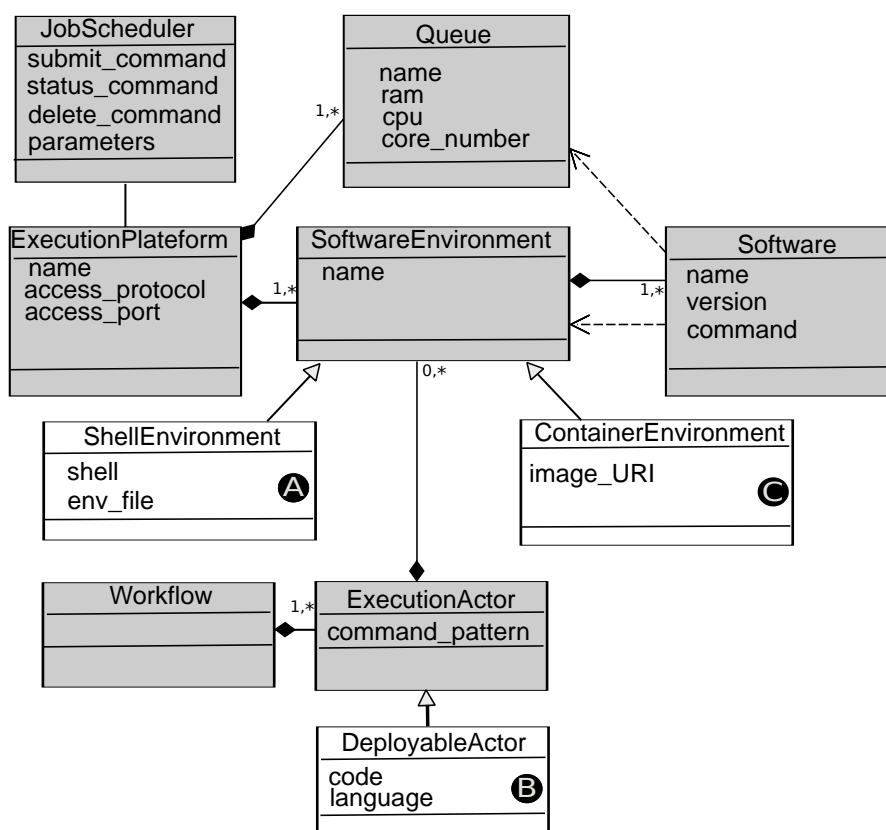 JobScheduler
submit_command
status_command
delete_command
parameters
Queue
name
ram
cpu
core_number
1,*
ExecutionPlateform
name
access_protocol
access_port
1,*
SoftwareEnvironment
name
1,*
Software
name
version
command
0,*
ShellEnvironment
shell
env_file
A
ContainerEnvironment
image_URI
C
Workflow
1,*
ExecutionActor
command_pattern
DeployableActor
code
language
B